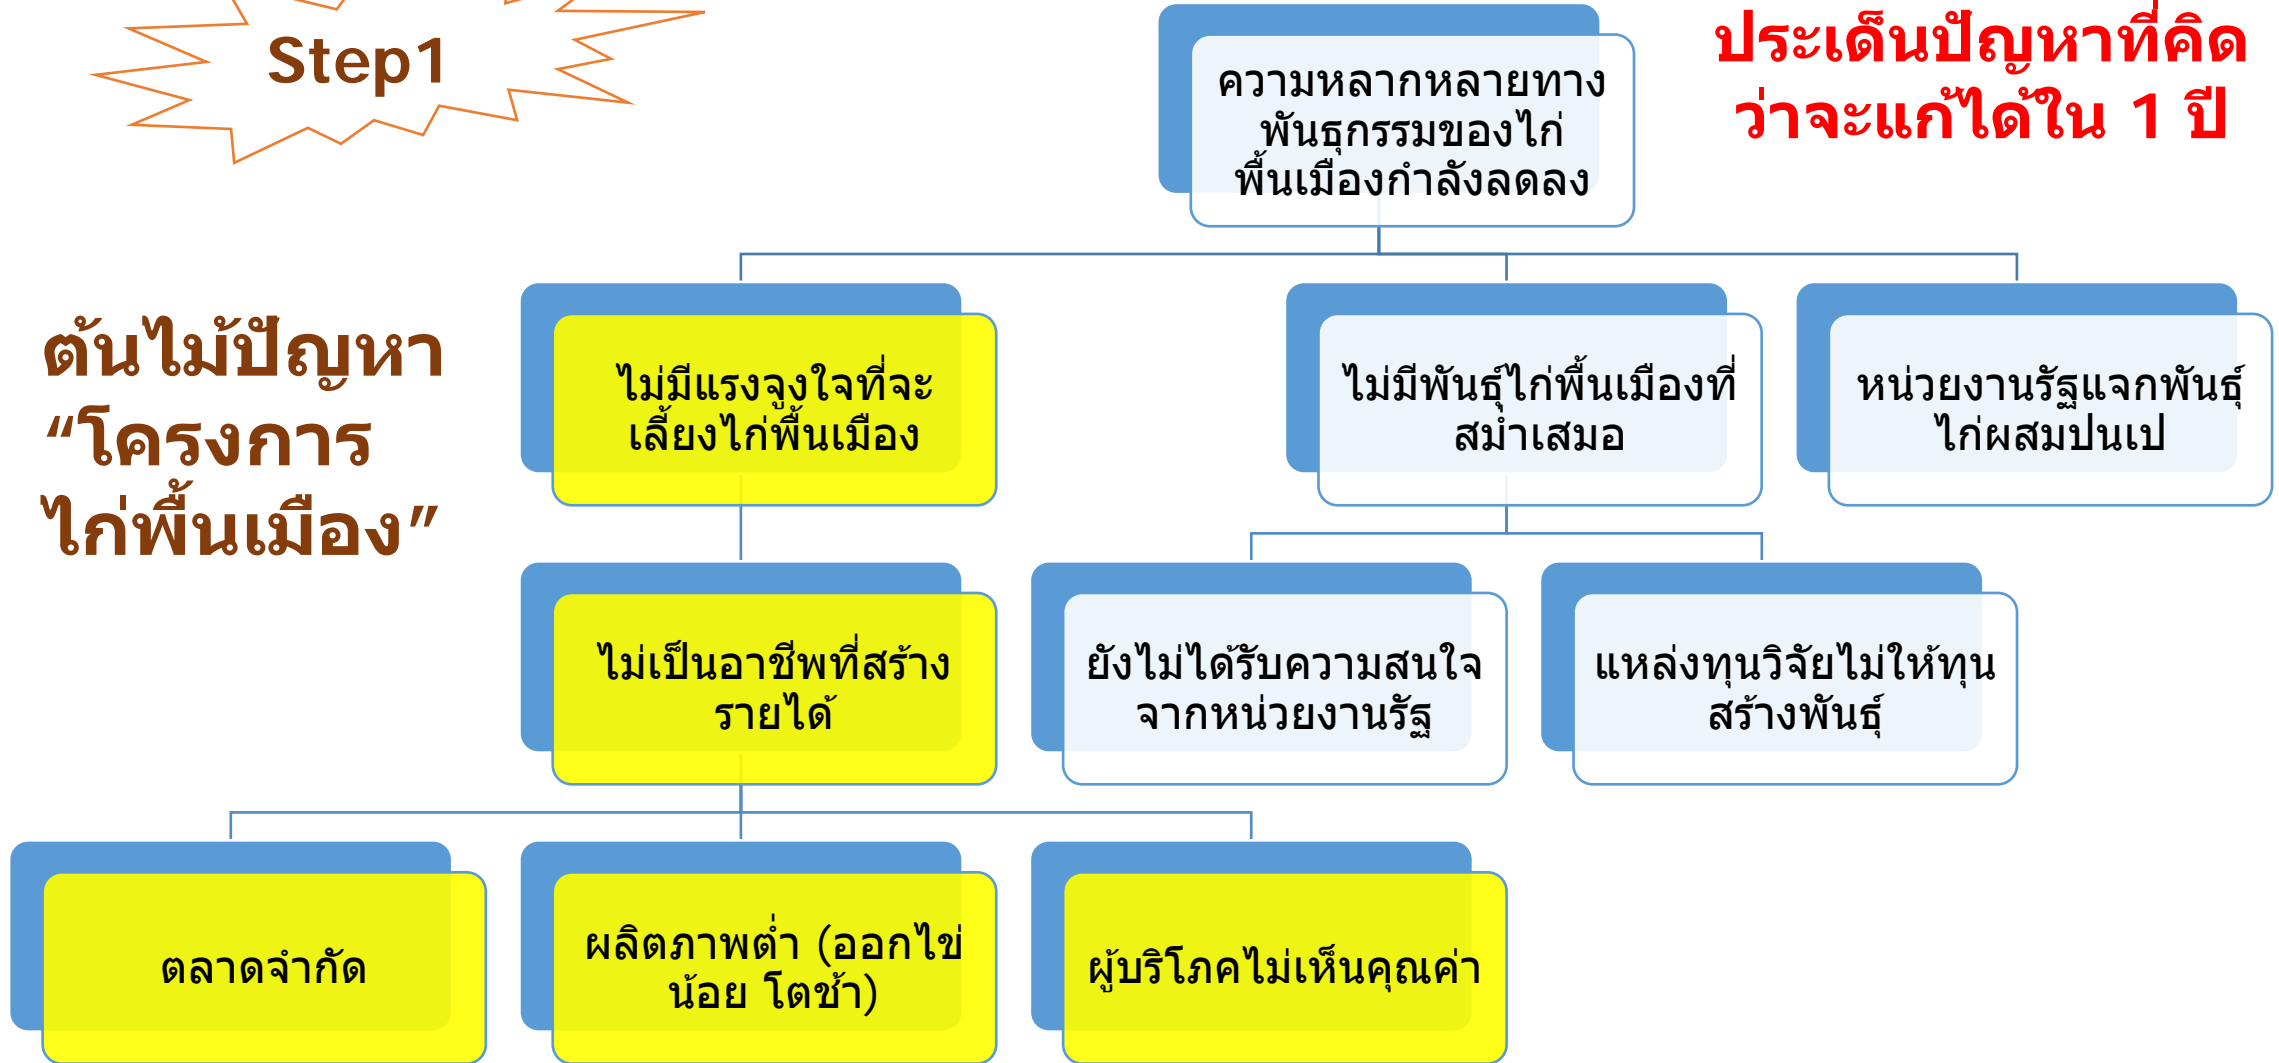 Step1
ประเด็นปัญหาที่คิด
ว่าจะแก้ได้ใน 1 ปี
ความหลากหลายทาง
พันธุกรรมของไก่
พื้นเมืองกำลังลดลง
ต้นไม้ปัญหา
“โครงการ
ไก่พื้นเมือง”
ไม่มีแรงจูงใจที่จะ
เลี้ยงไก่พื้นเมือง
ไม่มีพันธุ์ไก่พื้นเมืองที่
สม่ำเสมอ
หน่วยงานรัฐแจกพันธุ์
ไก่ผสมปนเป
ไม่เป็นอาชีพที่สร้าง
รายได้
ยังไม่ได้รับความสนใจ
จากหน่วยงานรัฐ
แหล่งทุนวิจัยไม่ให้ทุน
สร้างพันธุ์
ตลาดจำกัด
ผลิตภาพต่ำ (ออกไข่
น้อย โตช้า)
ผู้บริโภคไม่เห็นคุณค่า